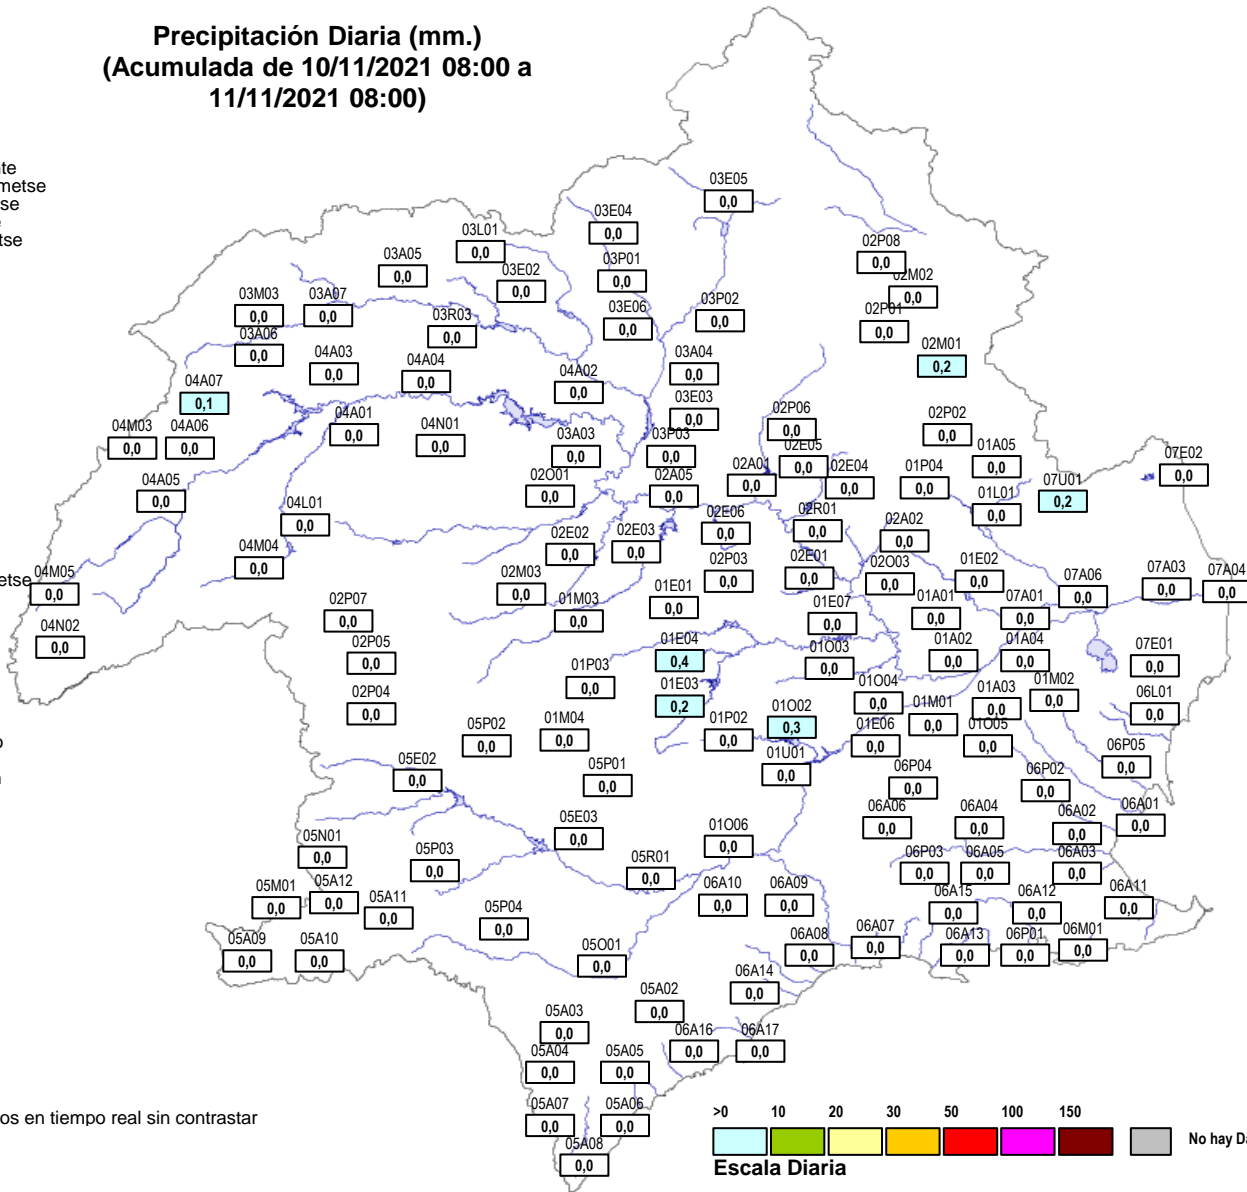 Precipitación Diaria (mm.)
(Acumulada de 10/11/2021 08:00 a
11/11/2021 08:00)
te
metse
se
tse
03E05
0,0
03E04
0,0
03L01
0,0
03A05
0,0
03P01
0,0
03E02
0,0
02P08
0,0
02M02
0,0
03M03
0,0
03A07
0,0
03P02
0,0
03E06
0,0
02P01
0,0
03R03
0,0
03A06
0,0
04A03
0,0
04A04
0,0
03A04
0,0
02M01
0,2
04A07
0,1
04A02
0,0
03E03
0,0
04M03
0,0
04A06
0,0
04A01
0,0
04N01
0,0
03A03
0,0
03P03
0,0
02P06
0,0
02P02
0,0
02E05
0,0
01A05
0,0
07E02
0,0
04A05
0,0
02O01
0,0
02A05
0,0
02A01
0,0
02E04
0,0
01P04
0,0
07U01
0,2
01L01
0,0
04L01
0,0
02E06
0,0
02R01
0,0
02A02
0,0
04M04
0,0
02E02
0,0
02E03
0,0
02P03
0,0
02E01
0,0
02O03
0,0
01E02
0,0
metse
04M05
0,0
02M03
0,0
01E01
0,0
07A06
0,0
07A03
0,0
07A04
0,0
02P07
0,0
01M03
0,0
01E07
0,0
01A01
0,0
07A01
0,0
04N02
0,0
02P05
0,0
01E04
0,4
01O03
0,0
01A02
0,0
01A04
0,0
07E01
0,0
01P03
0,0
01E03
0,2
01O04
0,0
01A03
0,0
01M02
0,0
06L01
0,0
02P04
0,0
05P02
0,0
01M04
0,0
01P02
0,0
01O02
0,3
01M01
0,0
01E06
0,0
01O05
0,0
o
05E02
0,0
05P01
0,0
01U01
0,0
06P04
0,0
06P02
0,0
06P05
0,0
05E03
0,0
01O06
0,0
06A06
0,0
06A04
0,0
06A02
0,0
06A01
0,0
05N01
0,0
05P03
0,0
05R01
0,0
06P03
0,0
06A05
0,0
06A03
0,0
05M01
0,0
05A12
0,0
05A11
0,0
06A10
0,0
06A09
0,0
06A15
0,0
06A12
0,0
06A11
0,0
05P04
0,0
05A09
0,0
05A10
0,0
05O01
0,0
06A08
0,0
06A07
0,0
06A13
0,0
06P01
0,0
06M01
0,0
06A14
0,0
05A02
0,0
05A03
0,0
06A16
0,0
06A17
0,0
05A04
0,0
05A05
0,0
05A07
0,0
05A06
0,0
05A08
0,0
os en tiempo real sin contrastar
>0 10 20 30 50 100 150
No hay Da
Escala Diaria